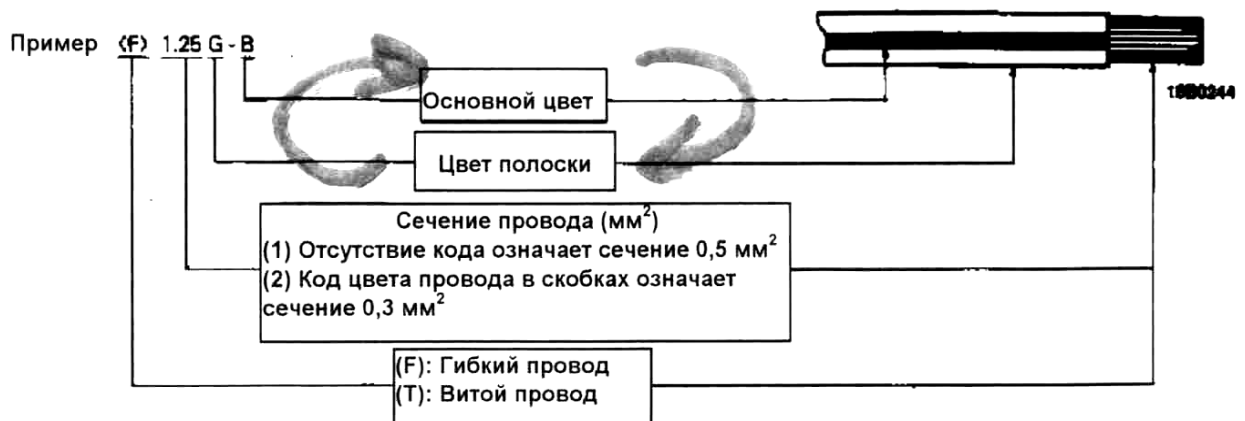 Пример (F) 1.25 G - B
Основной цвет
Цвет полоски
Сечение провода (мм²)
(1) Отсутствие кода означает сечение 0,5 мм²
(2) Код цвета провода в скобках означает
сечение 0,3 мм²
(F): Гибкий провод
(T): Витой провод